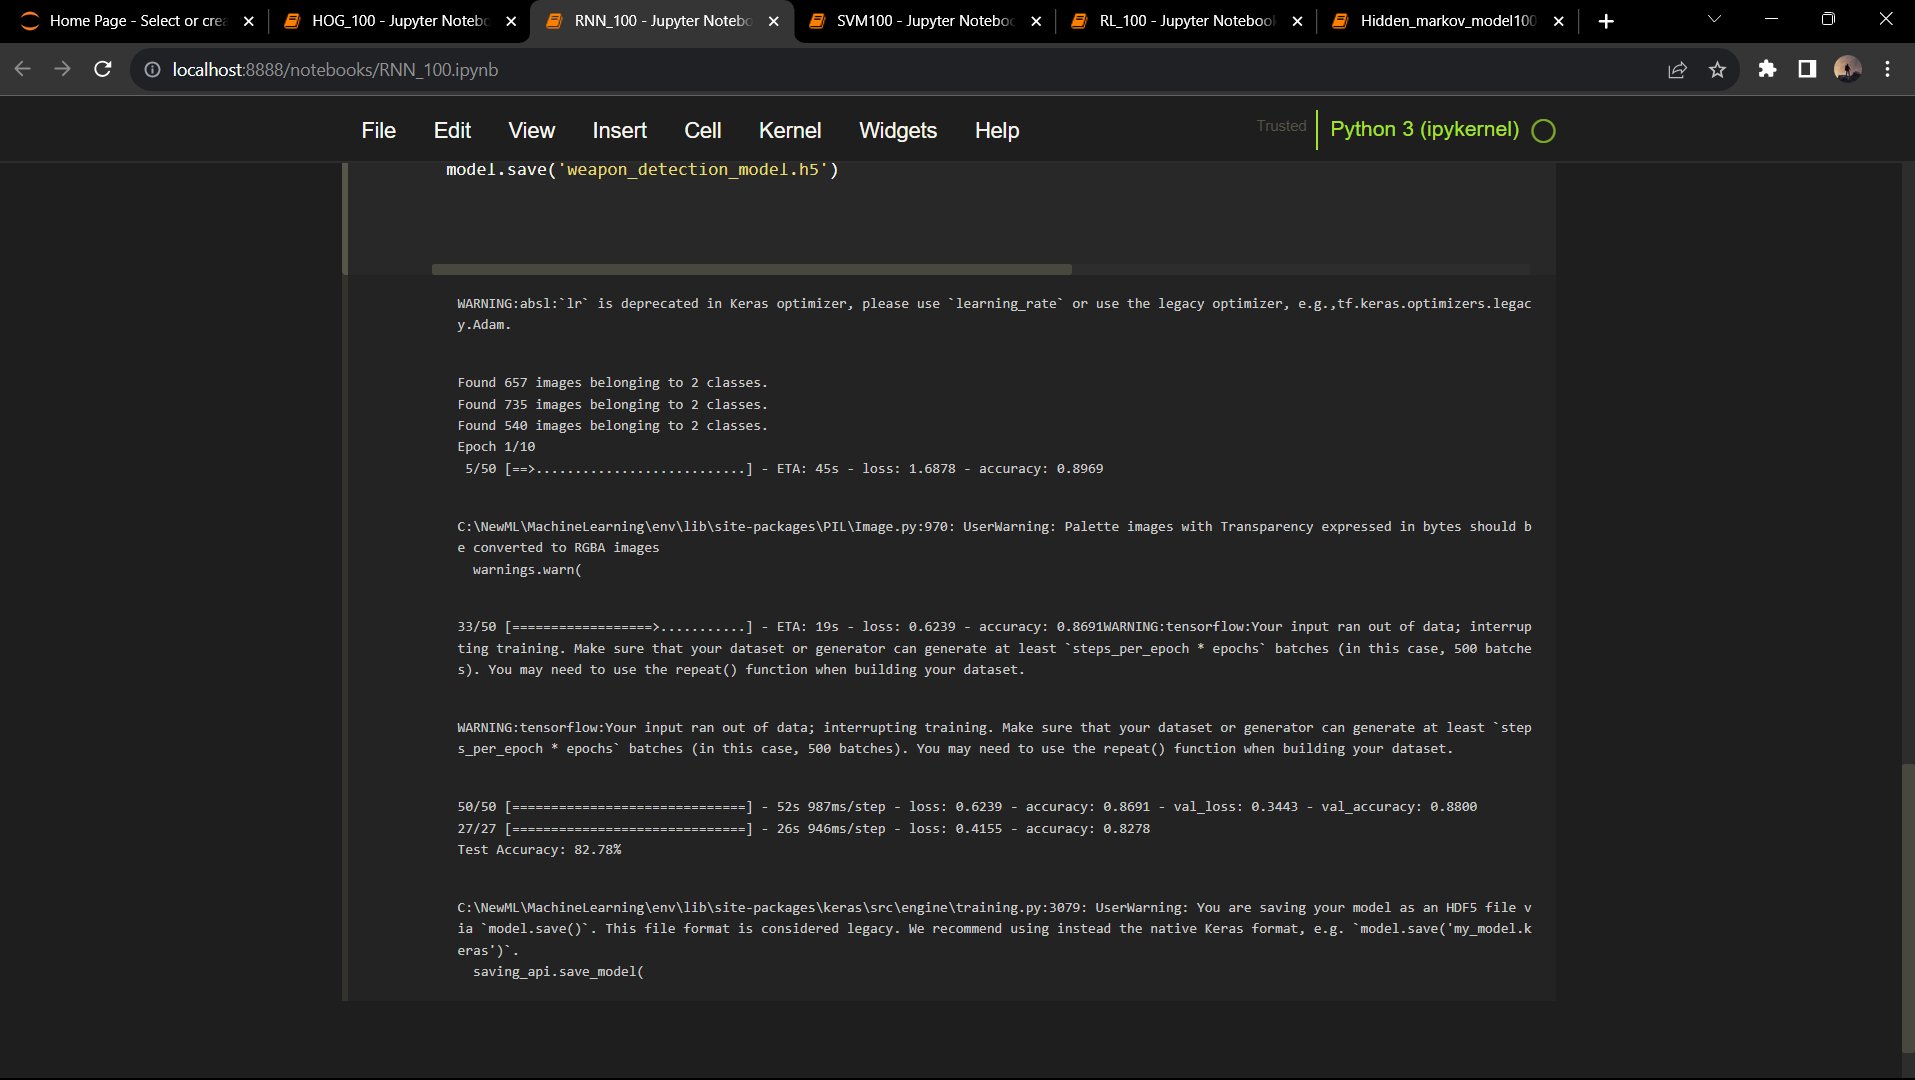 Home Page - Select or crea
HOG_100 - Jupyter Notebo
RNN_100 - Jupyter Notebo
SVM100 - Jupyter Noteboo
RL_100 - Jupyter Notebook
Hidden_markov_model100
localhost:8888/notebooks/RNN_100.ipynb
File Edit View Insert Cell Kernel Widgets Help
Trusted
Python 3 (ipykernel)
model.save('weapon_detection_model.h5')
WARNING:absl:`lr` is deprecated in Keras optimizer, please use `learning_rate` or use the legacy optimizer, e.g.,tf.keras.optimizers.legac
y.Adam.
Found 657 images belonging to 2 classes.
Found 735 images belonging to 2 classes.
Found 540 images belonging to 2 classes.
Epoch 1/10
5/50 [==>...........................] - ETA: 45s - loss: 1.6878 - accuracy: 0.8969
C:\NewML\MachineLearning\env\lib\site-packages\PIL\Image.py:970: UserWarning: Palette images with Transparency expressed in bytes should b
e converted to RGBA images
warnings.warn(
33/50 [==================>...........] - ETA: 19s - loss: 0.6239 - accuracy: 0.8691WARNING:tensorflow:Your input ran out of data; interrup
ting training. Make sure that your dataset or generator can generate at least `steps_per_epoch * epochs` batches (in this case, 500 batche
s). You may need to use the repeat() function when building your dataset.
WARNING:tensorflow:Your input ran out of data; interrupting training. Make sure that your dataset or generator can generate at least `step
s_per_epoch * epochs` batches (in this case, 500 batches). You may need to use the repeat() function when building your dataset.
50/50 [==============================] - 52s 987ms/step - loss: 0.6239 - accuracy: 0.8691 - val_loss: 0.3443 - val_accuracy: 0.8800
27/27 [==============================] - 26s 946ms/step - loss: 0.4155 - accuracy: 0.8278
Test Accuracy: 82.78%
C:\NewML\MachineLearning\env\lib\site-packages\keras\src\engine\training.py:3079: UserWarning: You are saving your model as an HDF5 file v
ia `model.save()`. This file format is considered legacy. We recommend using instead the native Keras format, e.g. `model.save('my_model.k
eras')`.
saving_api.save_model(